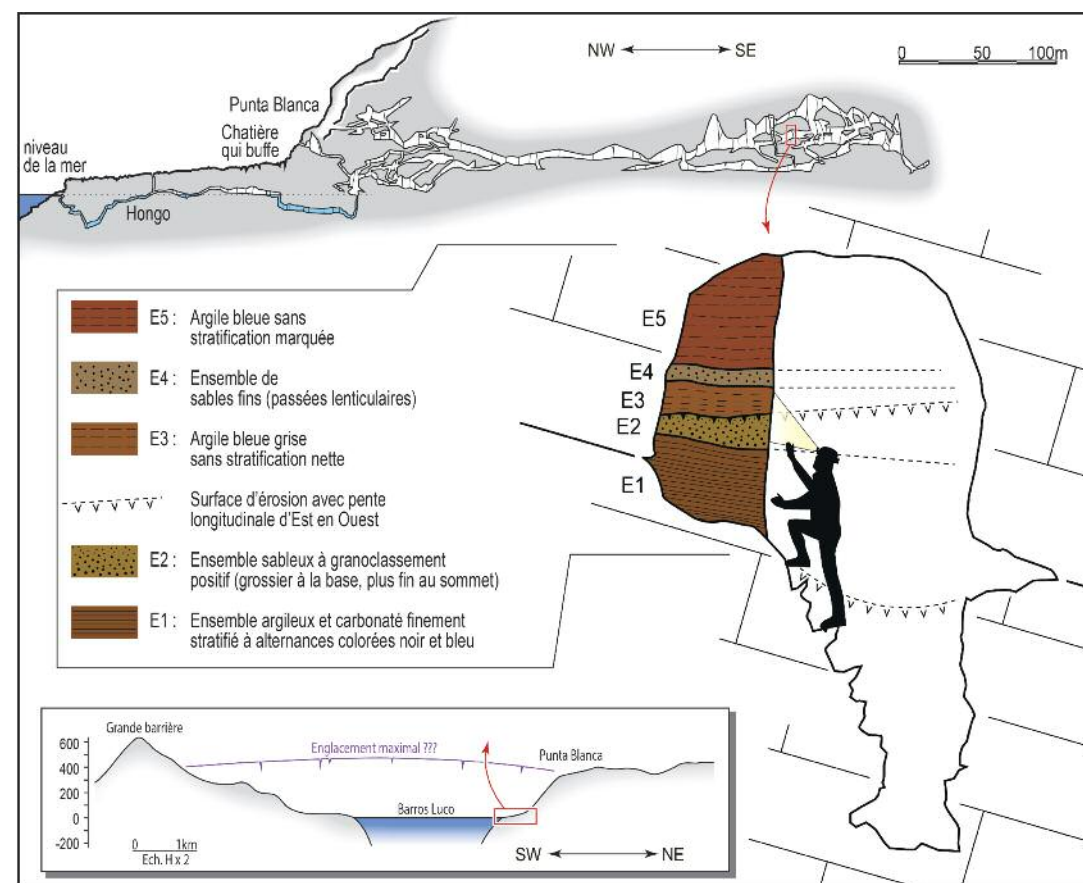 NW SE
0 50 100m
Punta Blanca
Chatière
qui buffe
niveau
de la mer
Hongo
E5 : Argile bleue sans
stratification marquée
E4 : Ensemble de
sables fins (passées lenticulaires)
E3 : Argile bleue grise
sans stratification nette
Surface d'érosion avec pente
longitudinale d'Est en Ouest
E2 : Ensemble sableux à granoclassement
positif (grossier à la base, plus fin au sommet)
E1 : Ensemble argileux et carbonaté finement
stratifié à alternances colorées noir et bleu
E5
E4
E3
E2
E1
Grande barrière
600
400
200
0
-200
Englacement maximal ???
Punta Blanca
Barros Luco
0 1km
Ech. H x 2
SW NE